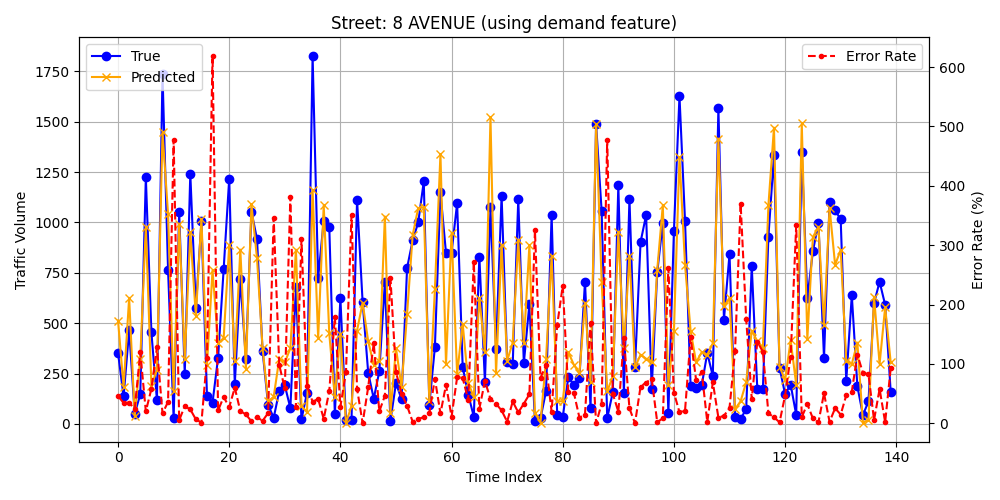 Street: 8 AVENUE (using demand feature)
True
Predicted
Error Rate
Traffic Volume
1750
1500
1250
1000
750
500
250
0
600
500
400
300
200
100
0
Error Rate (%)
0 20 40 60 80 100 120 140
Time Index